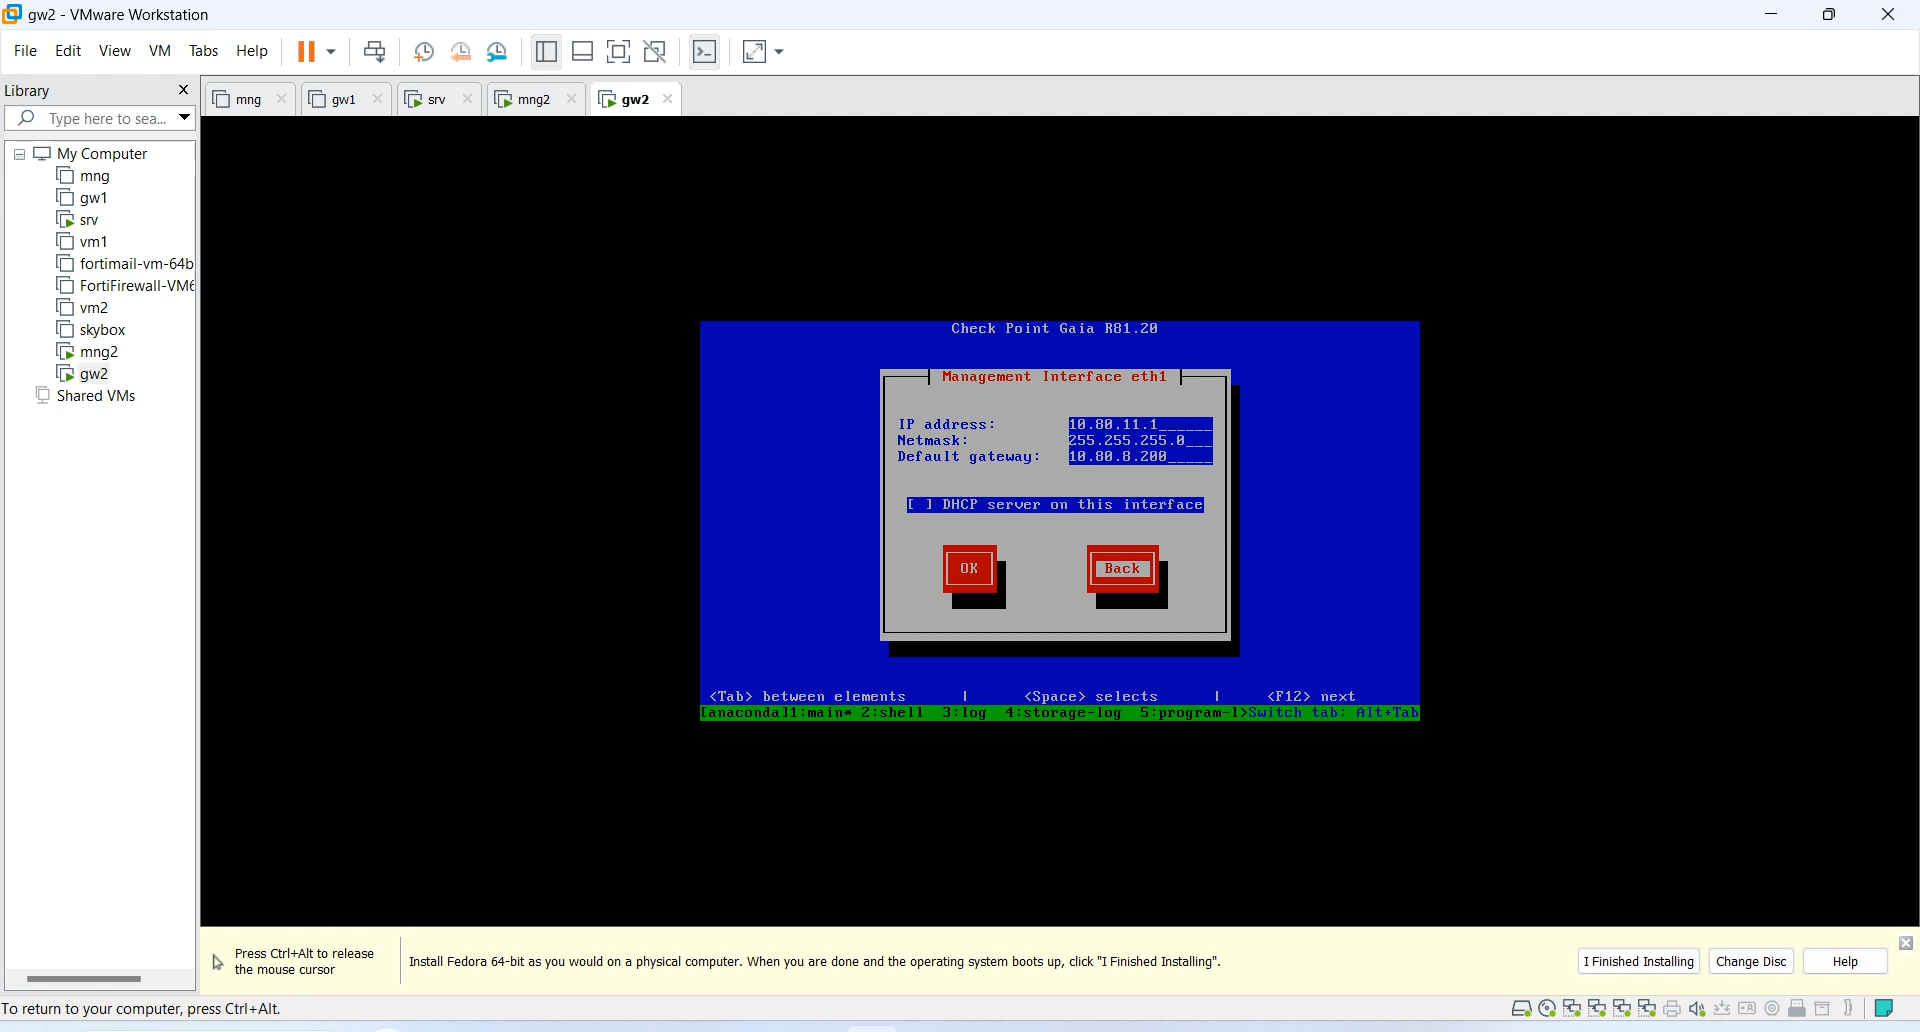 gw2 - VMware Workstation
File Edit View VM Tabs Help
Library
Type here to sea...
mng gw1 srv mng2 gw2
My Computer
mng
gw1
srv
vm1
fortimail-vm-64b
FortiFirewall-VM6
vm2
skybox
mng2
gw2
Shared VMs
Check Point Gaia R81.20
Management Interface eth1
IP address: 10.80.11.1______
Netmask: 255.255.255.0___
Default gateway: 10.80.8.200_____
[ ] DHCP server on this interface
OK Back
<Tab> between elements | <Space> selects | <F12> next
[anaconda]1:main* 2:shell 3:log 4:storage-log 5:program-l>Switch tab: Alt+Tab
Press Ctrl+Alt to release
the mouse cursor
Install Fedora 64-bit as you would on a physical computer. When you are done and the operating system boots up, click "I Finished Installing".
I Finished Installing Change Disc Help
To return to your computer, press Ctrl+Alt.